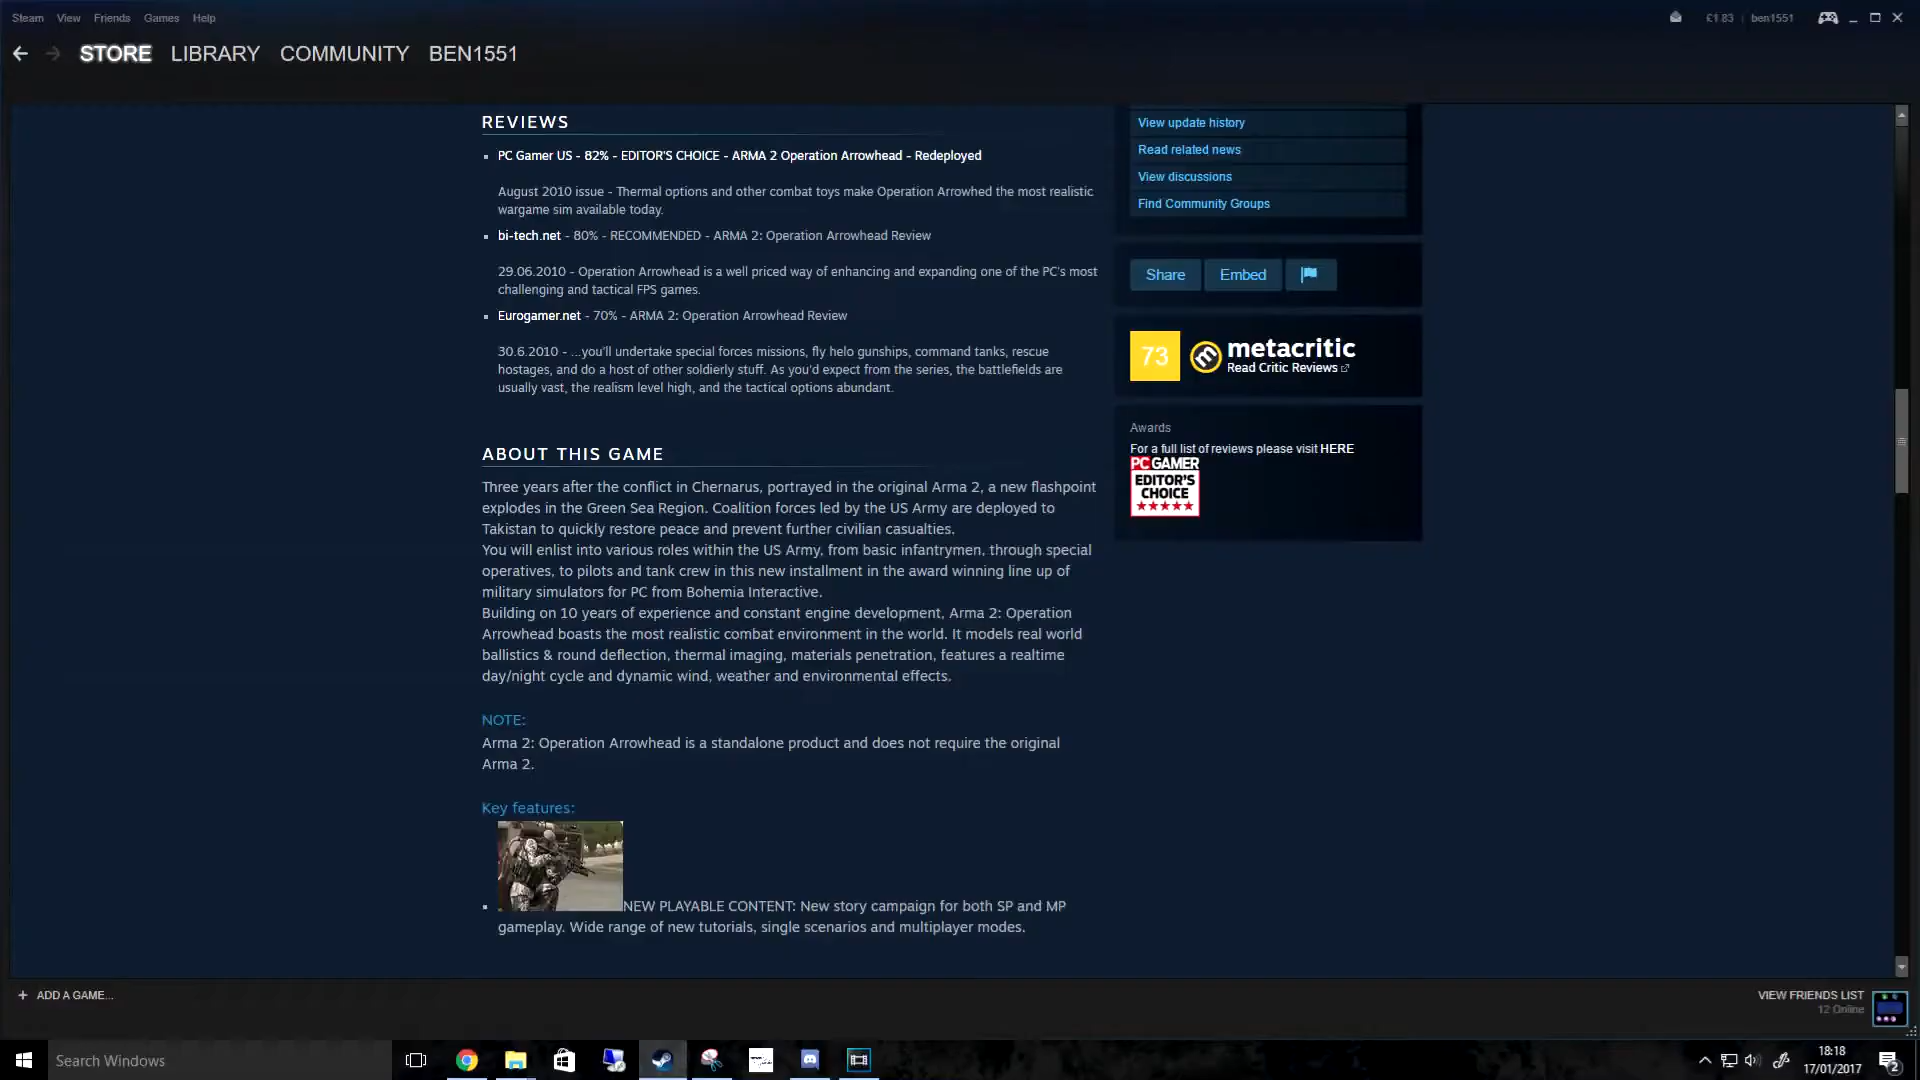 Steam View Friends Games Help
£1.83 ben1551
STORE LIBRARY COMMUNITY BEN1551
REVIEWS
PC Gamer US - 82% - EDITOR'S CHOICE - ARMA 2 Operation Arrowhead - Redeployed
August 2010 issue - Thermal options and other combat toys make Operation Arrowhed the most realistic
wargame sim available today.
bi-tech.net - 80% - RECOMMENDED - ARMA 2: Operation Arrowhead Review
29.06.2010 - Operation Arrowhead is a well priced way of enhancing and expanding one of the PC's most
challenging and tactical FPS games.
Eurogamer.net - 70% - ARMA 2: Operation Arrowhead Review
30.6.2010 - ...you'll undertake special forces missions, fly helo gunships, command tanks, rescue
hostages, and do a host of other soldierly stuff. As you'd expect from the series, the battlefields are
usually vast, the realism level high, and the tactical options abundant.
ABOUT THIS GAME
Three years after the conflict in Chernarus, portrayed in the original Arma 2, a new flashpoint
explodes in the Green Sea Region. Coalition forces led by the US Army are deployed to
Takistan to quickly restore peace and prevent further civilian casualties.
You will enlist into various roles within the US Army, from basic infantrymen, through special
operatives, to pilots and tank crew in this new installment in the award winning line up of
military simulators for PC from Bohemia Interactive.
Building on 10 years of experience and constant engine development, Arma 2: Operation
Arrowhead boasts the most realistic combat environment in the world. It models real world
ballistics & round deflection, thermal imaging, materials penetration, features a realtime
day/night cycle and dynamic wind, weather and environmental effects.
NOTE:
Arma 2: Operation Arrowhead is a standalone product and does not require the original
Arma 2.
Key features:
NEW PLAYABLE CONTENT: New story campaign for both SP and MP
gameplay. Wide range of new tutorials, single scenarios and multiplayer modes.
View update history
Read related news
View discussions
Find Community Groups
Share Embed
73 metacritic
Read Critic Reviews
Awards
For a full list of reviews please visit HERE
PC GAMER
EDITOR'S
CHOICE
+ ADD A GAME...
VIEW FRIENDS LIST
12 Online
Search Windows
18:18
17/01/2017
2